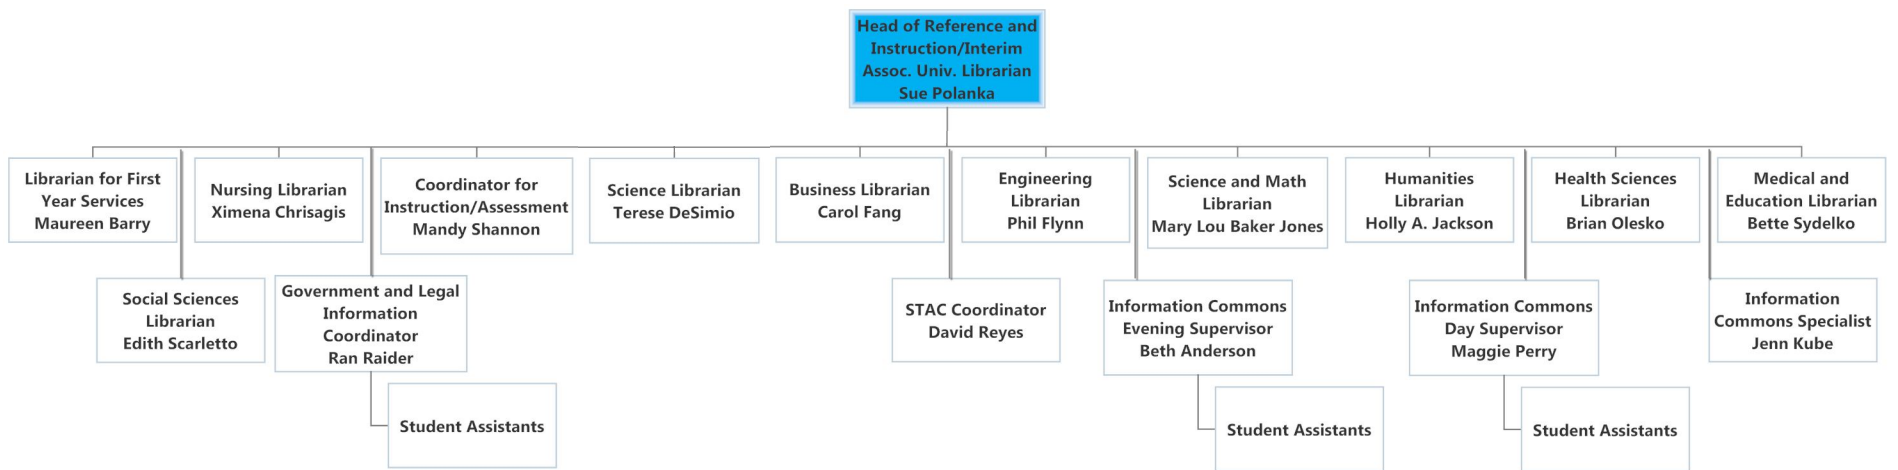 Head of Reference and
Instruction/Interim
Assoc. Univ. Librarian
Sue Polanka
Librarian for First
Year Services
Maureen Barry
Nursing Librarian
Ximena Chrisagis
Coordinator for
Instruction/Assessment
Mandy Shannon
Science Librarian
Terese DeSimio
Business Librarian
Carol Fang
Engineering
Librarian
Phil Flynn
Science and Math
Librarian
Mary Lou Baker Jones
Humanities
Librarian
Holly A. Jackson
Health Sciences
Librarian
Brian Olesko
Medical and
Education Librarian
Bette Sydelko
Social Sciences
Librarian
Edith Scarletto
Government and Legal
Information
Coordinator
Ran Raider
STAC Coordinator
David Reyes
Information Commons
Evening Supervisor
Beth Anderson
Information Commons
Day Supervisor
Maggie Perry
Information
Commons Specialist
Jenn Kube
Student Assistants
Student Assistants
Student Assistants